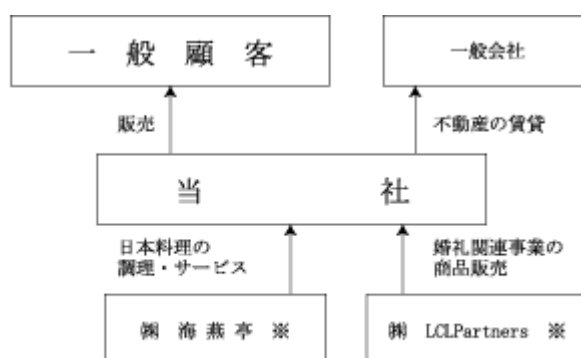 一般顧客
一般会社
販売
不動産の賃貸
当社
日本料理の
調理・サービス
婚礼関連事業の
商品販売
㈱ 海燕亭 ※
㈱ LCLPartners ※